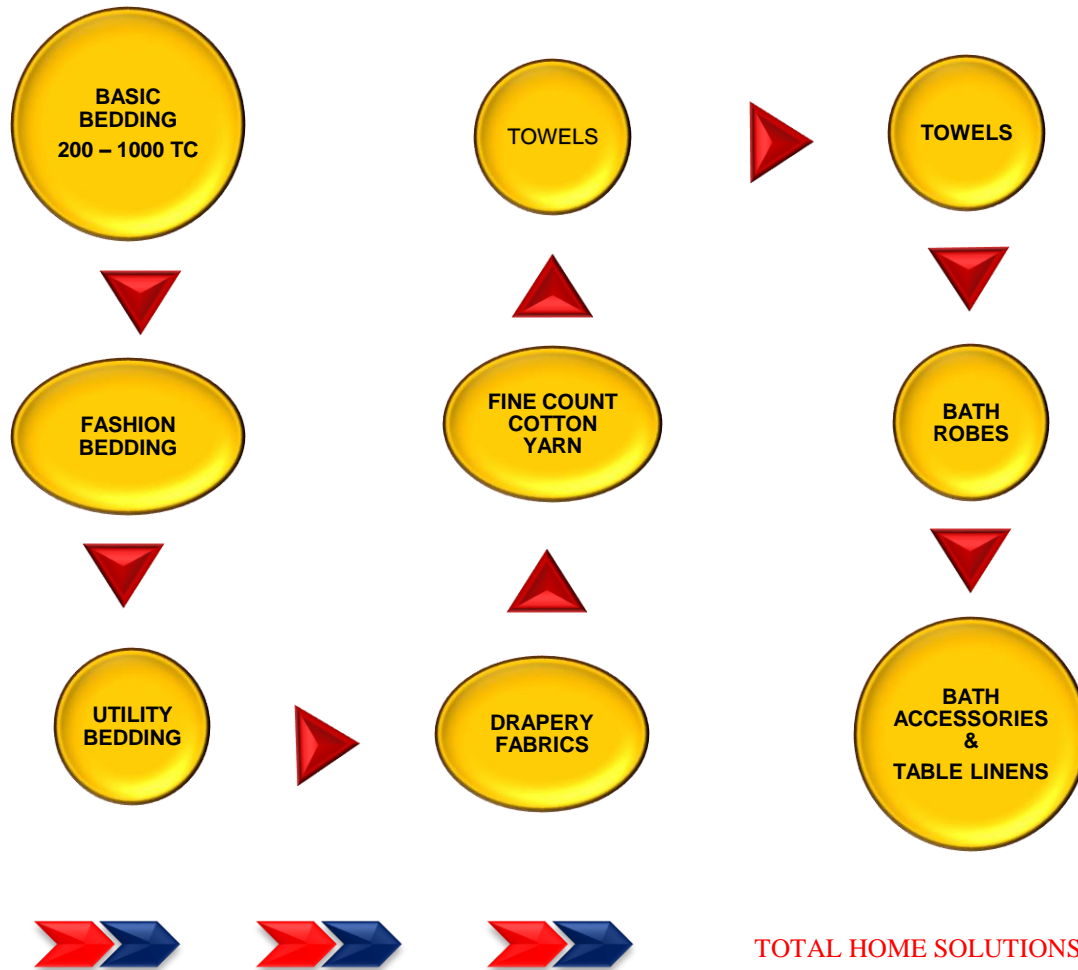 BASIC
BEDDING
200 – 1000 TC
FASHION
BEDDING
UTILITY
BEDDING
DRAPERY
FABRICS
FINE COUNT
COTTON
YARN
TOWELS
TOWELS
BATH
ROBES
BATH
ACCESSORIES
&
TABLE LINENS
TOTAL HOME SOLUTIONS